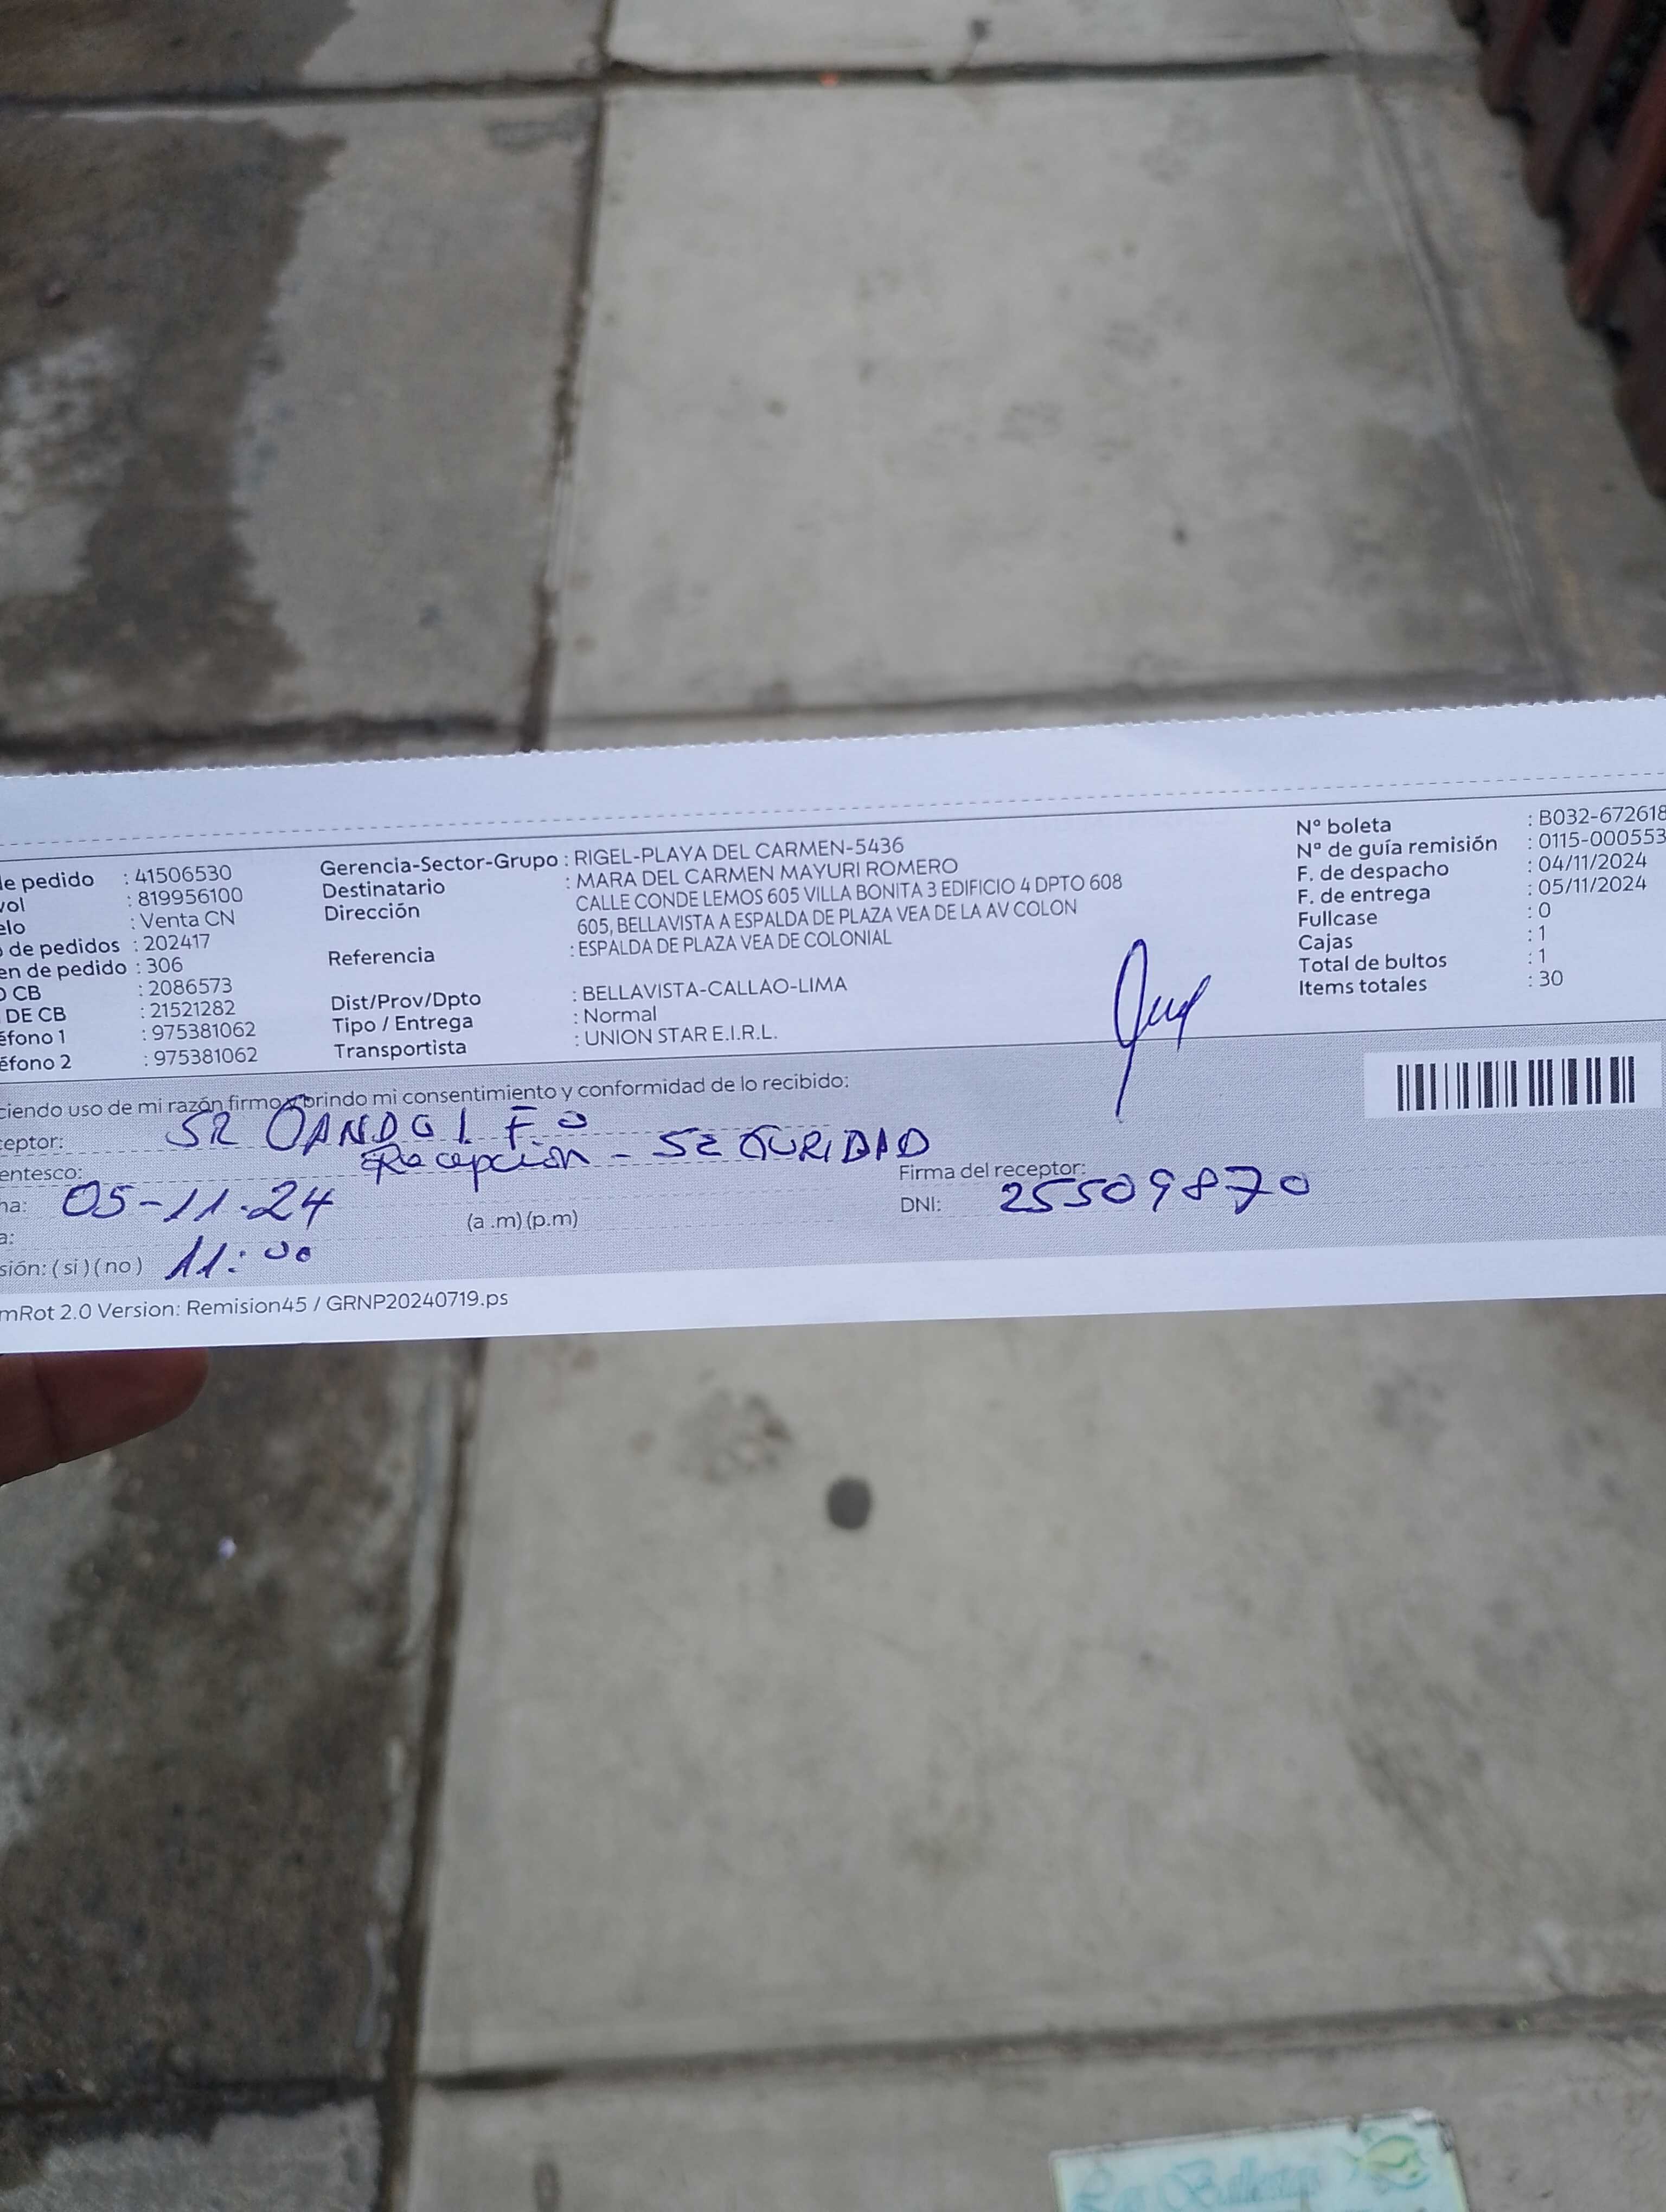 e pedido : 41506530
vol : 819956100
elo : Venta CN
o de pedidos : 202417
en de pedido : 306
O CB : 2086573
DE CB : 21521282
éfono 1 : 975381062
éfono 2 : 975381062
Gerencia-Sector-Grupo : RIGEL-PLAYA DEL CARMEN-5436
Destinatario : MARA DEL CARMEN MAYURI ROMERO
Dirección CALLE CONDE LEMOS 605 VILLA BONITA 3 EDIFICIO 4 DPTO 608
605, BELLAVISTA A ESPALDA DE PLAZA VEA DE LA AV COLON
Referencia : ESPALDA DE PLAZA VEA DE COLONIAL
Dist/Prov/Dpto : BELLAVISTA-CALLAO-LIMA
Tipo / Entrega : Normal
Transportista : UNION STAR E.I.R.L.
Nº boleta : B032-672618
Nº de guía remisión : 0115-000553
F. de despacho : 04/11/2024
F. de entrega : 05/11/2024
Fullcase : 0
Cajas : 1
Total de bultos : 1
Items totales : 30
ciendo uso de mi razón firmo y brindo mi consentimiento y conformidad de lo recibido:
eptor: SR
entesco: Recepción - SEGURIDAD
Firma del receptor:
ha: 05-11-24
(a .m) (p.m)
DNI: 25509870
a:
sión: ( si ) ( no ) 11:00
mRot 2.0 Version: Remision45 / GRNP20240719.ps